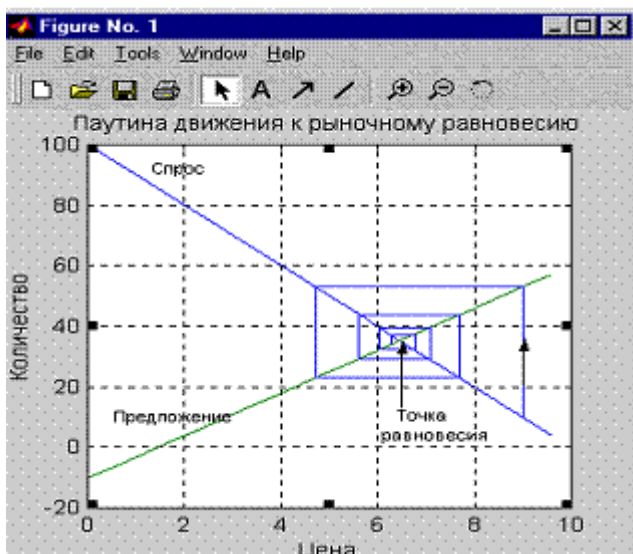 Figure No. 1
File Edit Tools Window Help
A
Паутина движения к рыночному равновесию
100
80
60
40
20
0
-20
Количество
Спрос
Предложение
Точка
равновесия
0 2 4 6 8 10
Цена